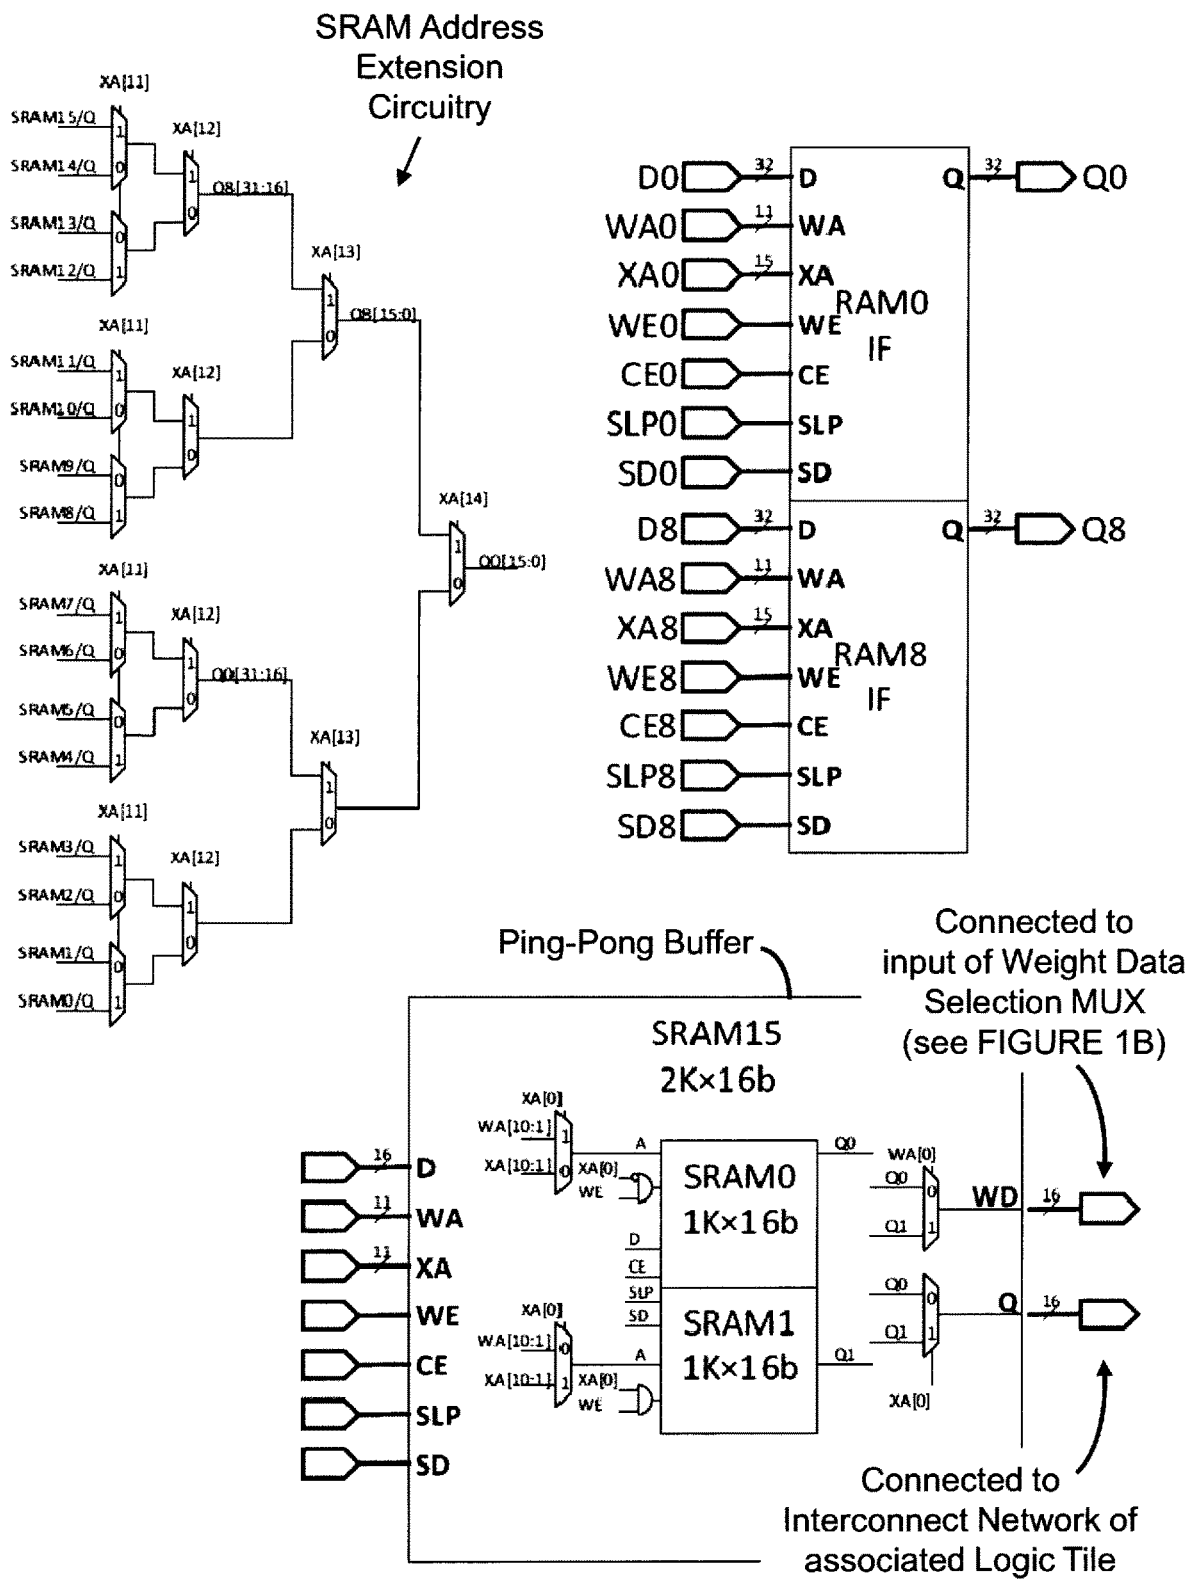 SRAM Address
Extension
Circuitry
XA[11]
SRAM15/Q
1
XA[12]
SRAM14/Q
0
1
Q8[31:16]
SRAM13/Q
0
0
SRAM12/Q
1
XA[13]
1
Q8[15:0]
0
XA[11]
SRAM11/Q
1
XA[12]
SRAM10/Q
0
1
SRAM9/Q
0
0
SRAM8/Q
1
XA[14]
1
Q0[15:0]
0
XA[11]
SRAM7/Q
1
XA[12]
SRAM6/Q
0
1
Q0[31:16]
SRAM5/Q
0
0
SRAM4/Q
1
XA[13]
1
0
XA[11]
SRAM3/Q
1
XA[12]
SRAM2/Q
0
1
SRAM1/Q
0
0
SRAM0/Q
1
D0 32 D Q 32 Q0
WA0 11 WA
XA0 15 XA
RAM0
WE0 WE
IF
CE0 CE
SLP0 SLP
SD0 SD
D8 32 D Q 32 Q8
WA8 11 WA
XA8 15 XA
RAM8
WE8 WE
IF
CE8 CE
SLP8 SLP
SD8 SD
Ping-Pong Buffer
Connected to
input of Weight Data
Selection MUX
(see FIGURE 1B)
SRAM15
2K×16b
16 D
11 WA
11 XA
WE
CE
SLP
SD
XA[0]
WA[10:1] 1
XA[10:1] 0
A
XA[0]
WE
SRAM0
1K×16b
Q0
D
CE
SLP
SD
XA[0]
WA[10:1] 0
XA[10:1] 1
A
XA[0]
WE
SRAM1
1K×16b
Q1
WA[0]
Q0 0
WD 16
Q1 1
Q0 0
Q 16
Q1 1
XA[0]
Connected to
Interconnect Network of
associated Logic Tile